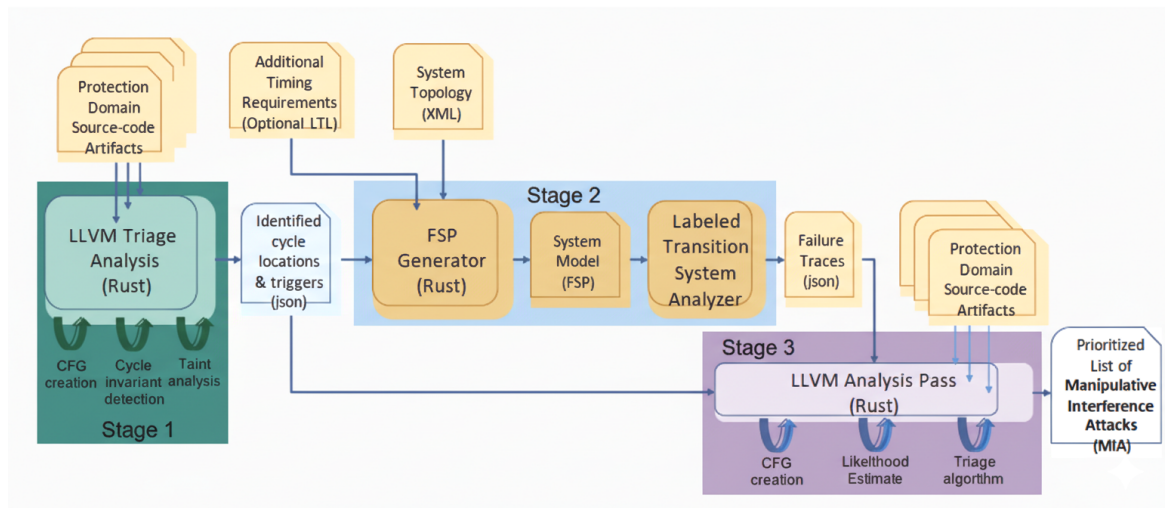 Protection
Domain
Source-code
Artifacts
Additional
Timing
Requirements
(Optional LTL)
System
Topology
(XML)
LLVM Triage
Analysis
(Rust)
CFG
creation
Cycle
invariant
detection
Taint
analysis
Stage 1
Identified
cycle
locations
& triggers
(json)
Stage 2
FSP
Generator
(Rust)
System
Model
(FSP)
Labeled
Transition
System
Analyzer
Failure
Traces
(json)
Protection
Domain
Source-code
Artifacts
Stage 3
LLVM Analysis Pass
(Rust)
CFG
creation
Likelthood
Estimate
Triage
algortthm
Prioritized
List of
Manipulative
Interference
Attacks
(MIA)